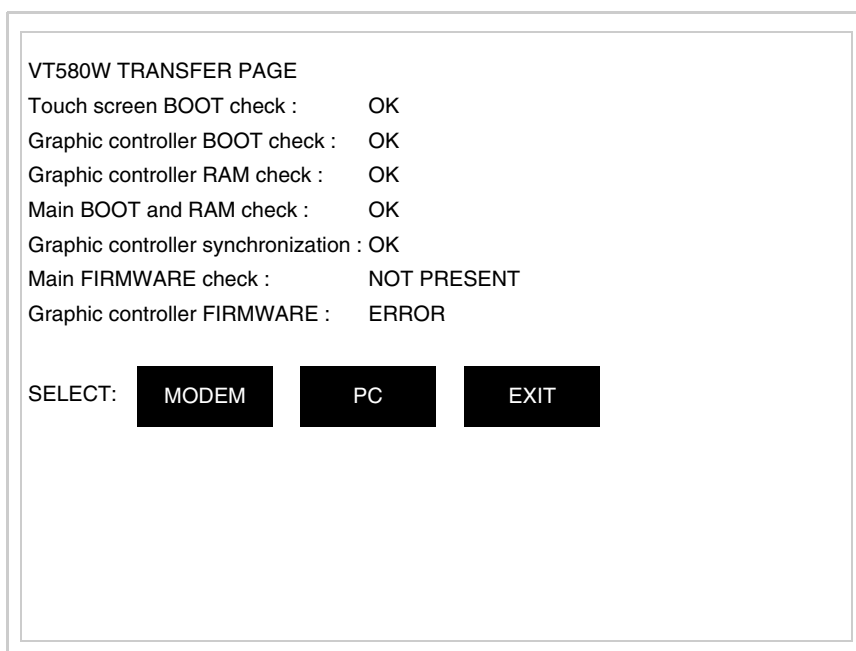 VT580W TRANSFER PAGE
Touch screen BOOT check : OK
Graphic controller BOOT check : OK
Graphic controller RAM check : OK
Main BOOT and RAM check : OK
Graphic controller synchronization : OK
Main FIRMWARE check : NOT PRESENT
Graphic controller FIRMWARE : ERROR
SELECT: MODEM PC EXIT